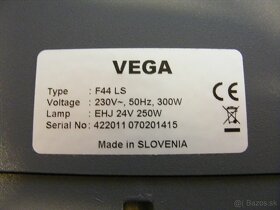 VEGA
Type : F44 LS
Voltage : 230V~, 50Hz, 300W
Lamp : EHJ 24V 250W
Serial No : 422011 070201415
Made in SLOVENIA
CE
bazos.sk